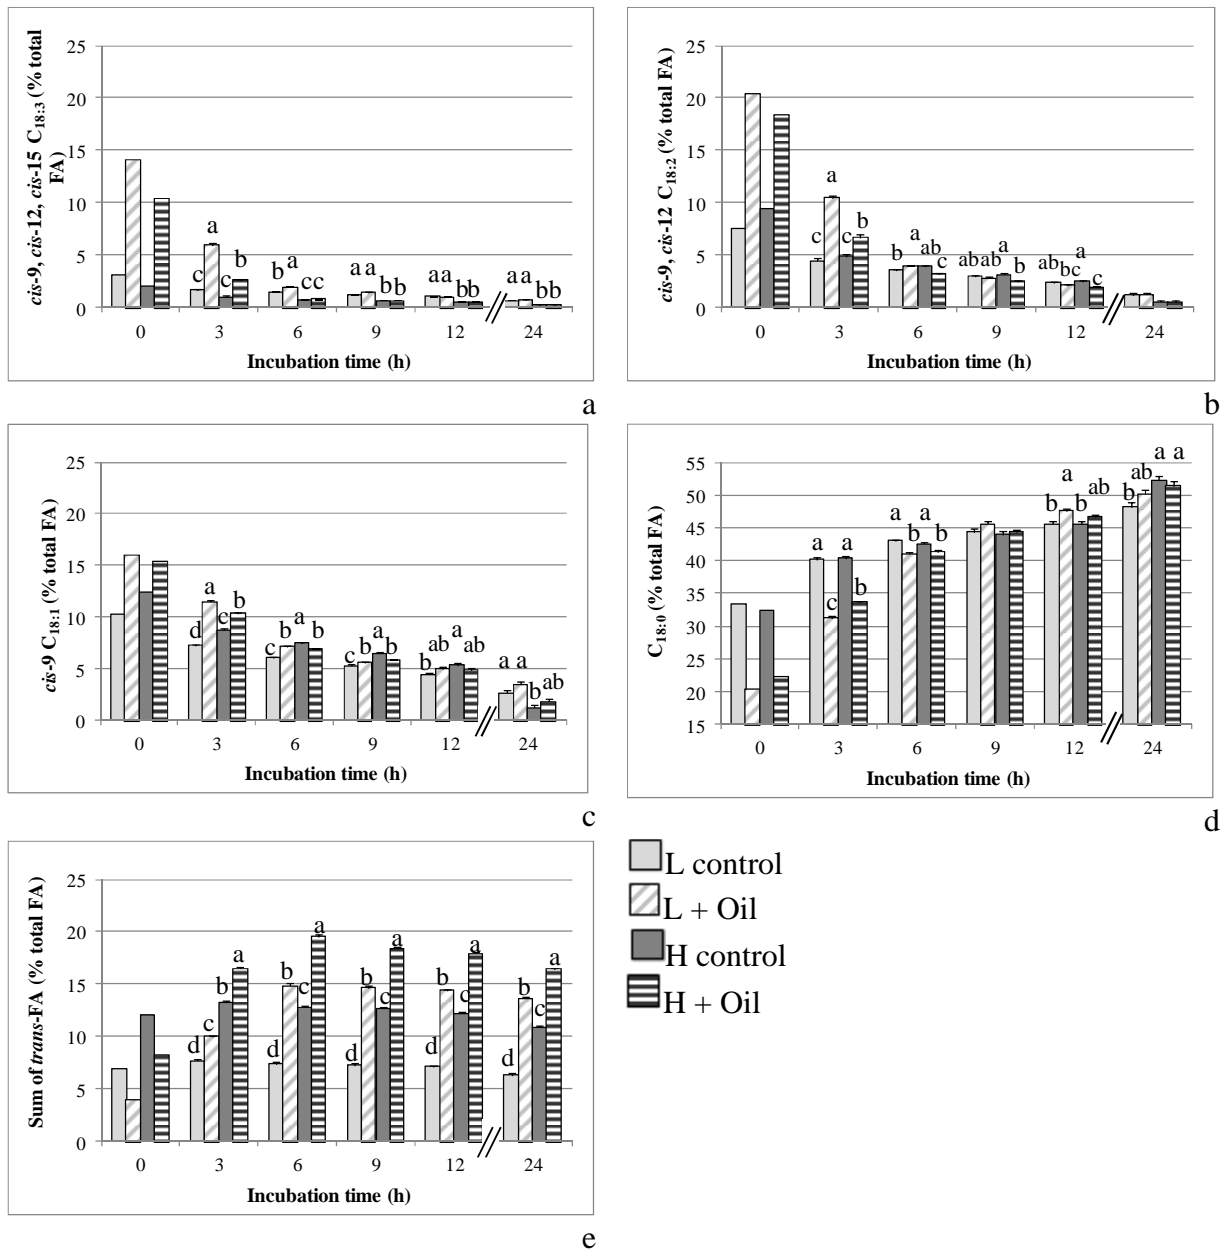 cis-9, cis-12, cis-15 C18:3 (% total FA)
25
20
15
10
5
0
c a c b
b a c c
a a b b
a a b b
a a b b
0 3 6 9 12 24
Incubation time (h)
a
cis-9, cis-12 C18:2 (% total FA)
25
20
15
10
5
0
c a c b
b a ab c
ab ab a b
ab bc a c
0 3 6 9 12 24
Incubation time (h)
b
cis-9 C18:1 (% total FA)
25
20
15
10
5
0
d a c b
c b a b
c b a b
b ab a ab
a a b ab
0 3 6 9 12 24
Incubation time (h)
c
C18:0 (% total FA)
55
50
45
40
35
30
25
20
15
a c a b
a b a b
b a b ab
b ab a a
0 3 6 9 12 24
Incubation time (h)
d
Sum of trans-FA (% total FA)
25
20
15
10
5
0
d c b a
d b c a
d b c a
d b c a
d b c a
0 3 6 9 12 24
Incubation time (h)
e
L control
L + Oil
H control
H + Oil